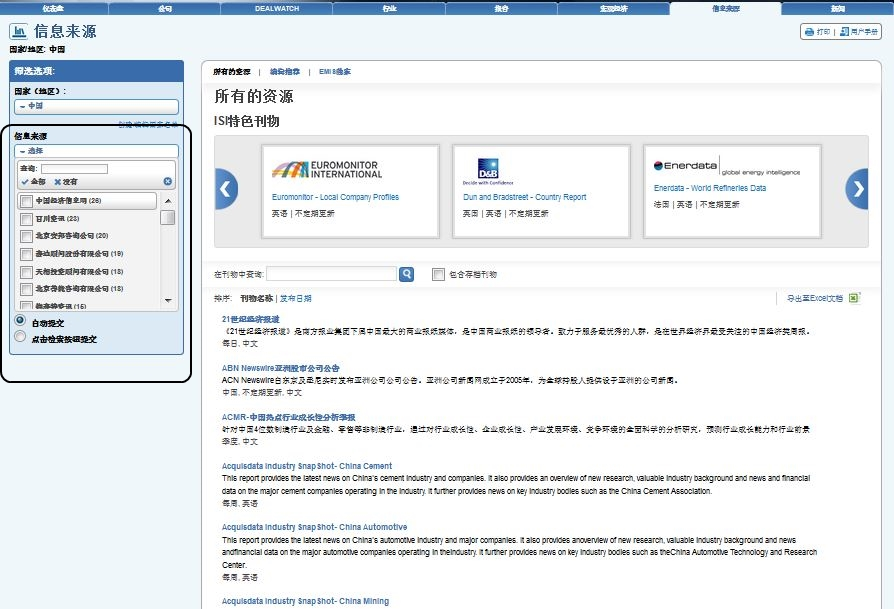 仪表盘 公司 DEALWATCH 行业 报告 宏观经济 信息来源 新闻
信息来源
打印 | 用户手册
国家/地区: 中国
筛选选项:
国家（地区）:
中国
信息来源
选择
查询:
全部 没有
中国经济信息网 (26)
百川资讯 (23)
北京安邦咨询公司 (20)
天相投资顾问有限公司 (18)
自动提交
点击检索按钮提交
所有的资源 | 编辑推荐 | EMIS独家
所有的资源
ISI特色刊物
EUROMONITOR INTERNATIONAL
Euromonitor - Local Company Profiles
英语 | 不定期更新
D&B
Decide with Confidence
Dun and Bradstreet - Country Report
英国 | 英语 | 不定期更新
Enerdata
global energy intelligence
Enerdata - World Refineries Data
法国 | 英语 | 不定期更新
在刊物中查询:
包含存档刊物
排序: 刊物名称 | 发布日期
导出至Excel文档
21世纪经济报道
《21世纪经济报道》是南方报业集团下属中国最大的商业报纸媒体，是中国商业报纸的领导者。致力于服务最优秀的人群，是在世界经济界最受关注的中国经济类周报。
每日, 中文
ABN Newswire亚洲股市公司公告
ACN Newswire自东京及悉尼实时发布亚洲公司公司公告。亚洲公司新闻网成立于2005年，为全球持股人提供设于亚洲的公司新闻。
中国, 不定期更新, 中文
ACMR-中国热点行业成长性分析季报
针对中国4位数制造行业及金融、零售等非制造行业，通过对行业成长性、企业成长性、产业发展环境、竞争环境的全面科学的分析研究，预测行业成长能力和行业前景
季度, 中文
Acquisdata Industry SnapShot- China Cement
This report provides the latest news on China's cement industry and companies. It also provides an overview of new research, valuable industry background and news and financial
data on the major cement companies operating in the industry. It further provides news on key industry bodies such as the China Cement Association.
每周, 英语
Acquisdata Industry SnapShot- China Automotive
This report provides the latest news on China's automotive industry and major companies. It also provides anoverview of new research, valuable industry background and news
andfinancial data on the major automotive companies operating in theindustry. It further provides news on key industry bodies such as theChina Automotive Technology and Research
Center.
每周, 英语
Acquisdata Industry SnapShot- China Mining